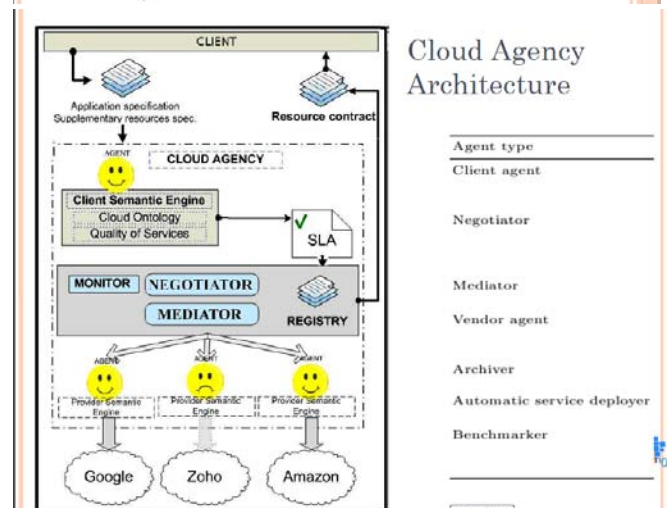 CLIENT
Application specification
Supplementary resources spec.
Resource contract
AGENT
CLOUD AGENCY
Client Semantic Engine
Cloud Ontology
Quality of Services
SLA
MONITOR
NEGOTIATOR
MEDIATOR
REGISTRY
AGENT
AGENT
AGENT
Provider Semantic
Engine
Provider Semantic
Engine
Provider Semantic
Engine
Google
Zoho
Amazon
Cloud Agency
Architecture
Agent type
Client agent
Negotiator
Mediator
Vendor agent
Archiver
Automatic service deployer
Benchmarker